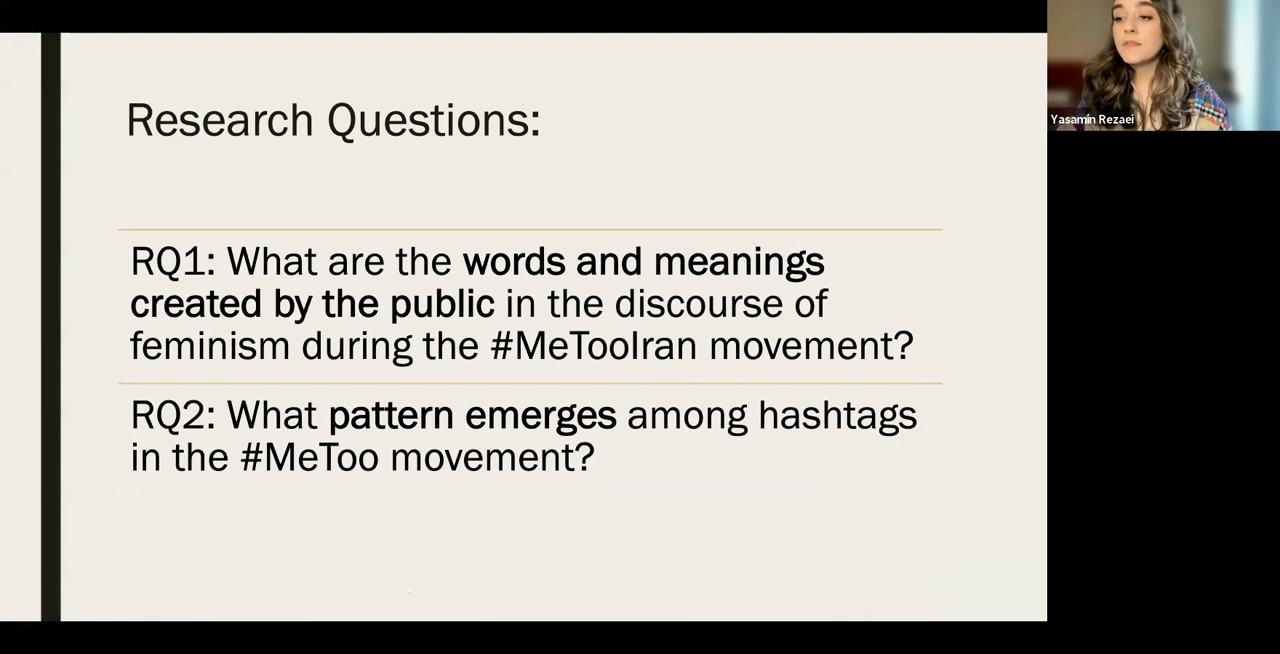 Research Questions:
RQ1: What are the words and meanings
created by the public in the discourse of
feminism during the #MeTooIran movement?
RQ2: What pattern emerges among hashtags
in the #MeToo movement?
Yasamin Rezaei